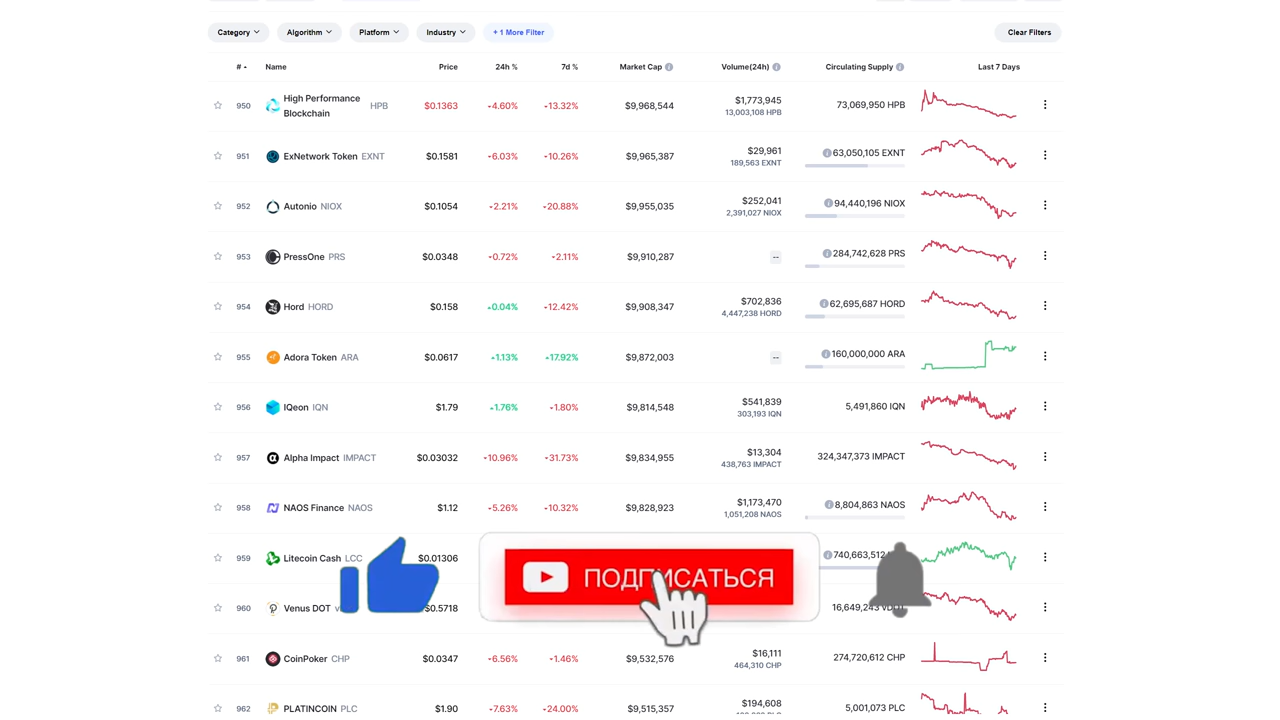 Category Algorithm Platform Industry + 1 More Filter Clear Filters
# Name Price 24h % 7d % Market Cap Volume(24h) Circulating Supply Last 7 Days
950 High Performance Blockchain HPB $0.1363 4.60% 13.32% $9,968,544 $1,773,945 73,069,950 HPB
13,003,108 HPB
951 ExNetwork Token EXNT $0.1581 6.03% 10.26% $9,965,387 $29,961 63,050,105 EXNT
189,563 EXNT
952 Autonio NIOX $0.1054 2.21% 20.88% $9,955,035 $252,041 94,440,196 NIOX
2,391,027 NIOX
953 PressOne PRS $0.0348 0.72% 2.11% $9,910,287 -- 284,742,628 PRS
954 Hord HORD $0.158 0.04% 12.42% $9,908,347 $702,836 62,695,687 HORD
4,447,238 HORD
955 Adora Token ARA $0.0617 1.13% 17.92% $9,872,003 -- 160,000,000 ARA
956 IQeon IQN $1.79 1.76% 1.80% $9,814,548 $541,839 5,491,860 IQN
303,193 IQN
957 Alpha Impact IMPACT $0.03032 10.96% 31.73% $9,834,955 $13,304 324,347,373 IMPACT
438,763 IMPACT
958 NAOS Finance NAOS $1.12 5.26% 10.32% $9,828,923 $1,173,470 8,804,863 NAOS
1,051,208 NAOS
959 Litecoin Cash LCC $0.01306 740,663,512
ПОДПИСАТЬСЯ
960 Venus DOT $0.5718 16,649,243 vDOT
961 CoinPoker CHP $0.0347 6.56% 1.46% $9,532,576 $16,111 274,720,612 CHP
464,310 CHP
962 PLATINCOIN PLC $1.90 7.63% 24.00% $9,515,357 $194,608 5,001,073 PLC